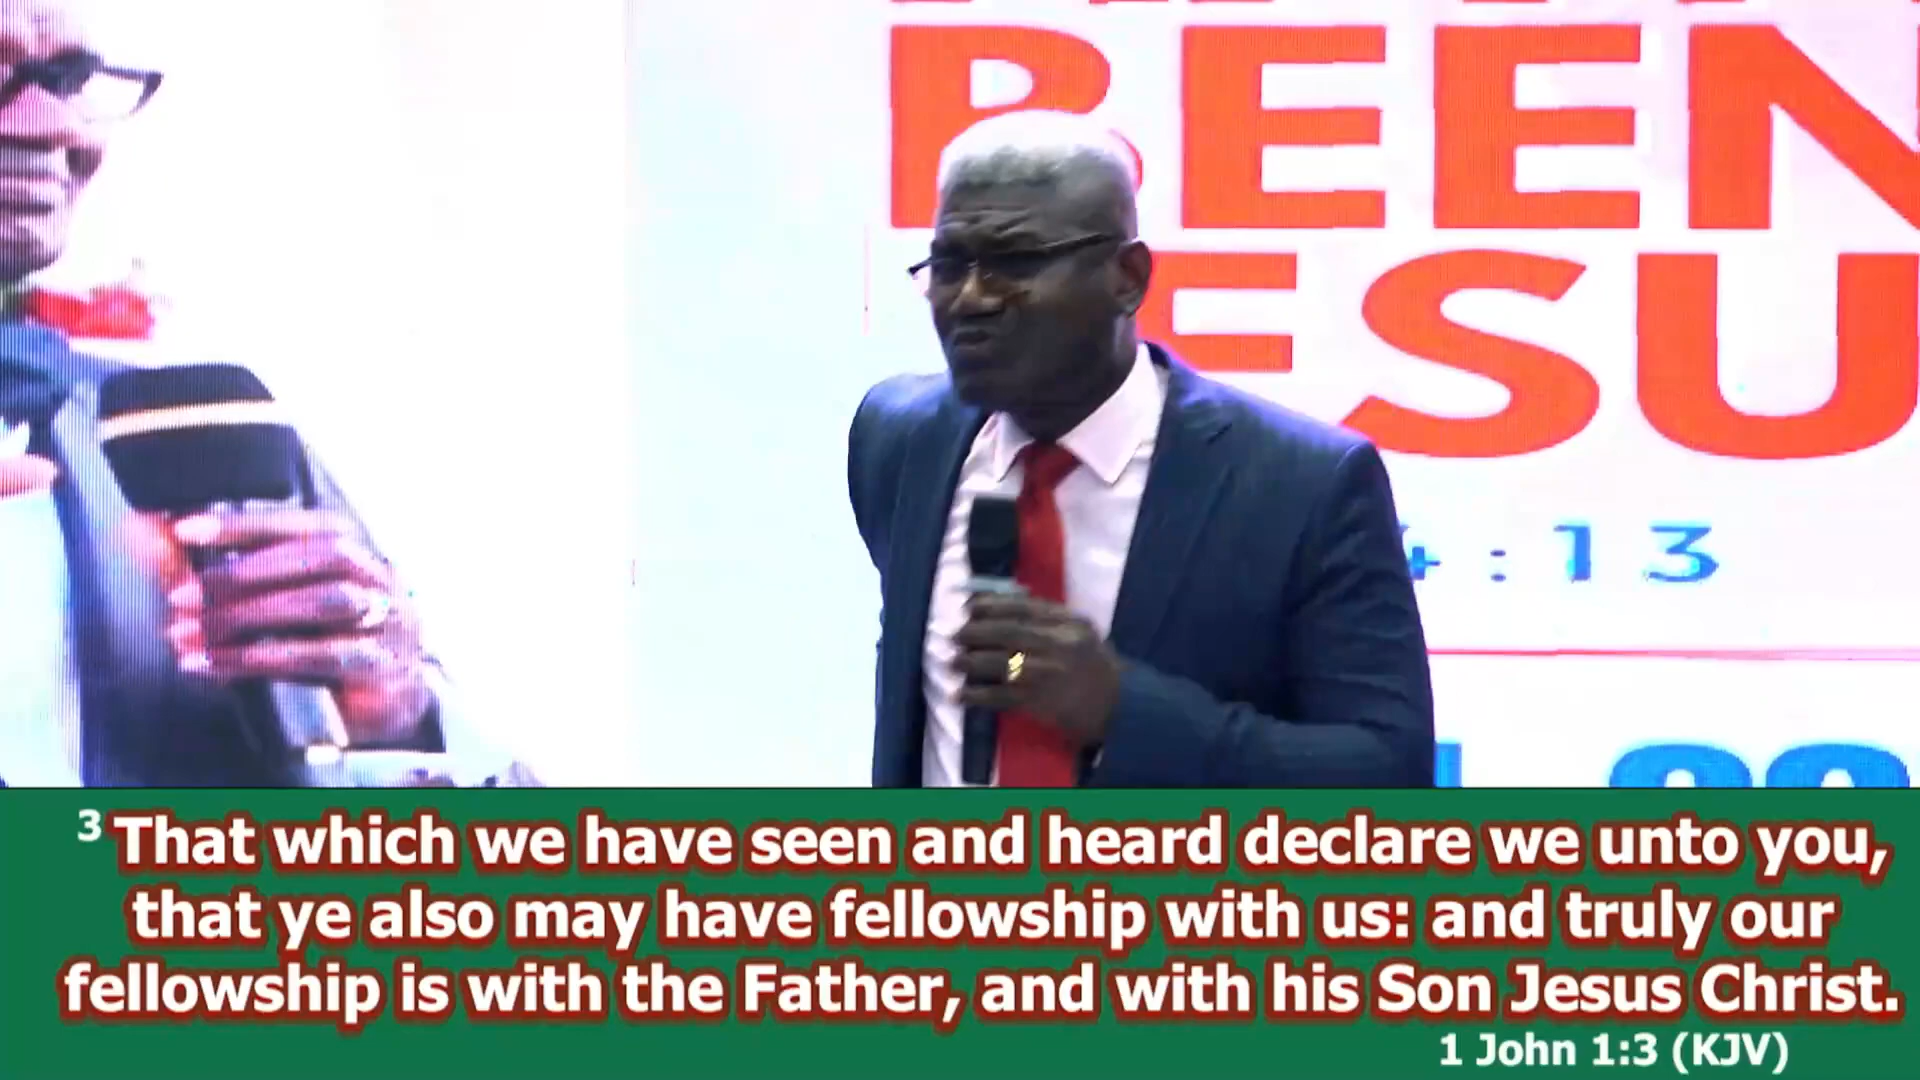 BEEN
ESU
4:13
3 That which we have seen and heard declare we unto you,
that ye also may have fellowship with us: and truly our
fellowship is with the Father, and with his Son Jesus Christ.
1 John 1:3 (KJV)